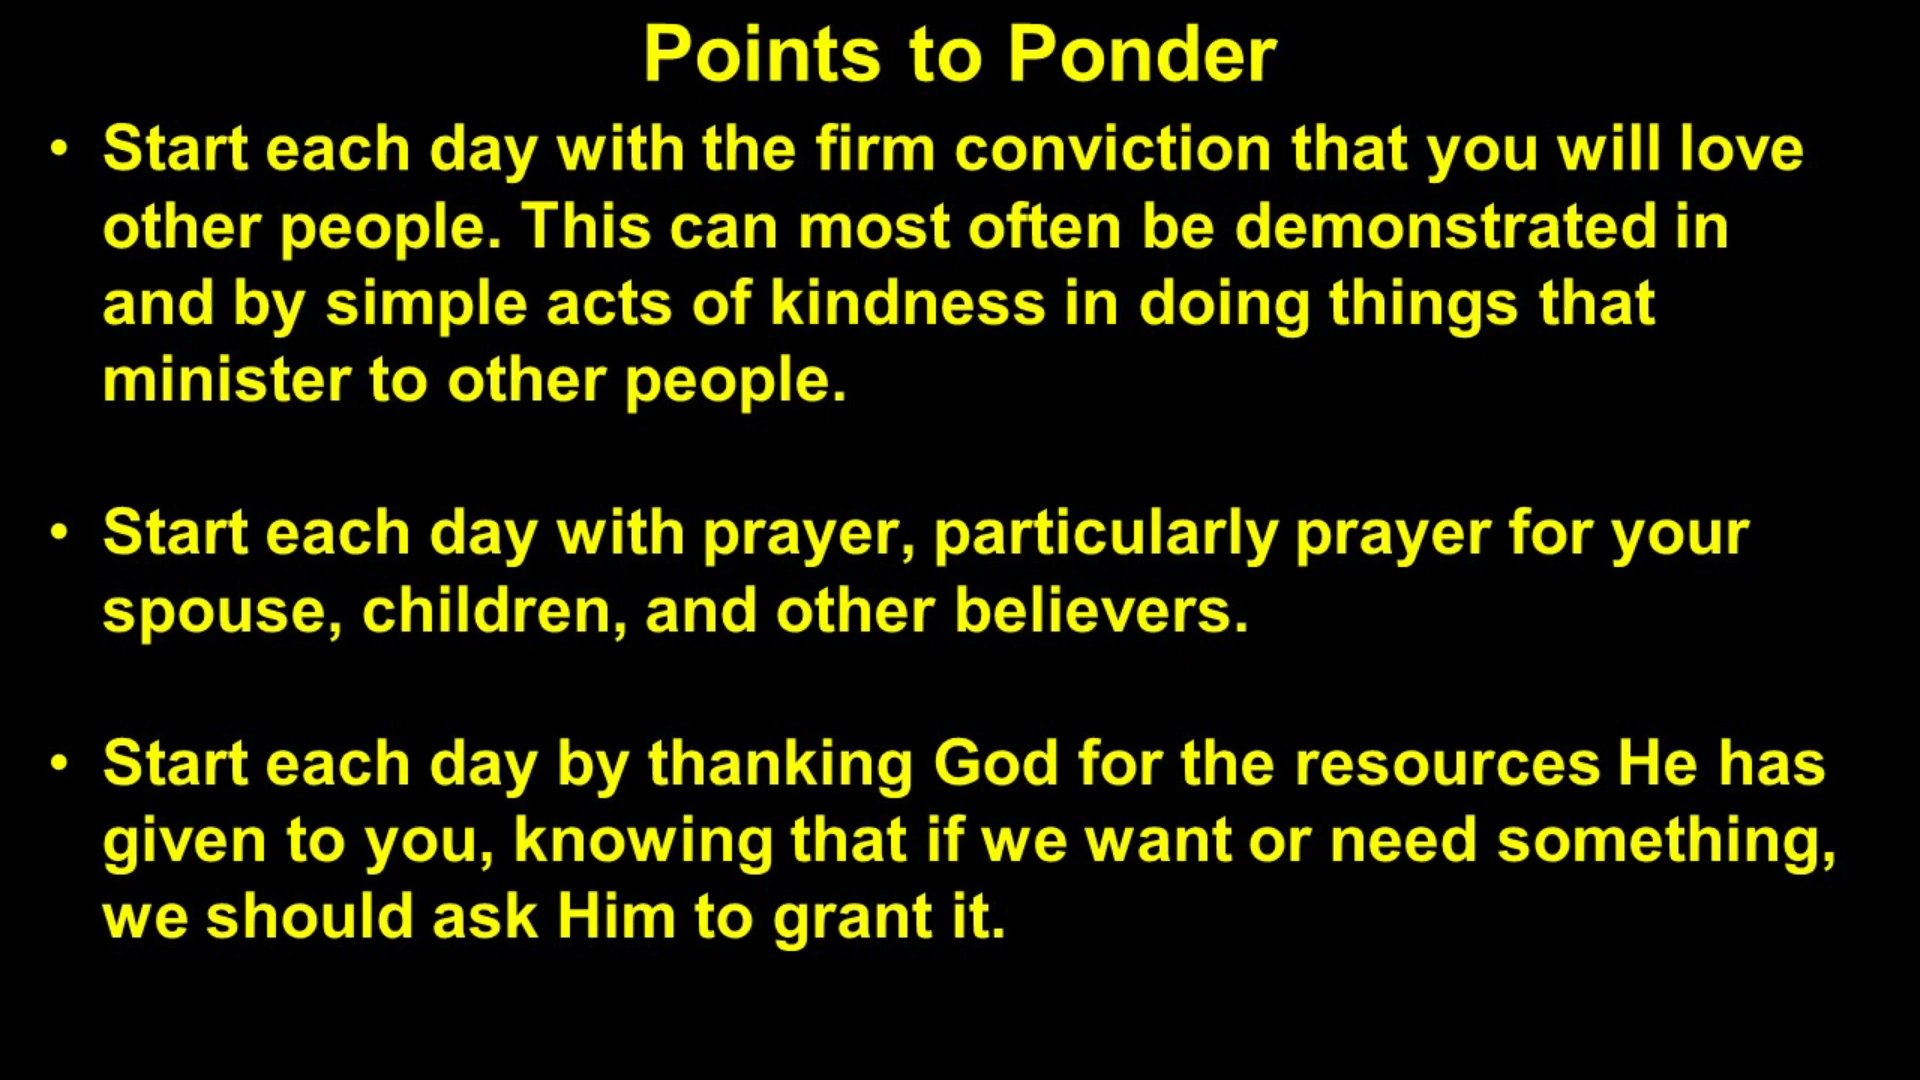 Points to Ponder
• Start each day with the firm conviction that you will love
other people. This can most often be demonstrated in
and by simple acts of kindness in doing things that
minister to other people.
• Start each day with prayer, particularly prayer for your
spouse, children, and other believers.
• Start each day by thanking God for the resources He has
given to you, knowing that if we want or need something,
we should ask Him to grant it.